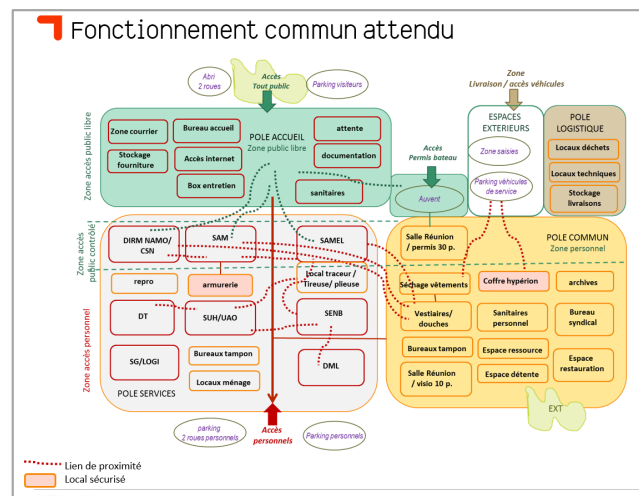 Fonctionnement commun attendu
Abri
2 roues
Accès
Tout public
Parking visiteurs
Zone
Livraison / accès véhicules
Zone accès public libre
Zone courrier
Bureau accueil
POLE ACCUEIL
Zone public libre
attente
Stockage
fourniture
Accès internet
documentation
Box entretien
sanitaires
Accès
Permis bateau
Auvent
ESPACES
EXTERIEURS
Zone saisies
Parking véhicules
de service
POLE
LOGISTIQUE
Locaux déchets
Locaux techniques
Stockage
livraisons
Zone accès
public contrôlé
DIRM NAMO/
CSN
SAM
SAMEL
Salle Réunion
/ permis 30 p.
POLE COMMUN
Zone personnel
Zone accès personnel
repro
armurerie
Local traceur /
Tireuse/ plieuse
Séchage vêtements
Coffre hypérion
archives
DT
SUH/UAO
SENB
Vestiaires/
douches
Sanitaires
personnel
Bureau
syndical
SG/LOGI
Bureaux tampon
Locaux ménage
DML
Bureaux tampon
Espace ressource
Salle Réunion
/ visio 10 p.
Espace détente
Espace
restauration
POLE SERVICES
EXT
parking
2 roues personnels
Accès
personnels
Parking personnels
Lien de proximité
Local sécurisé